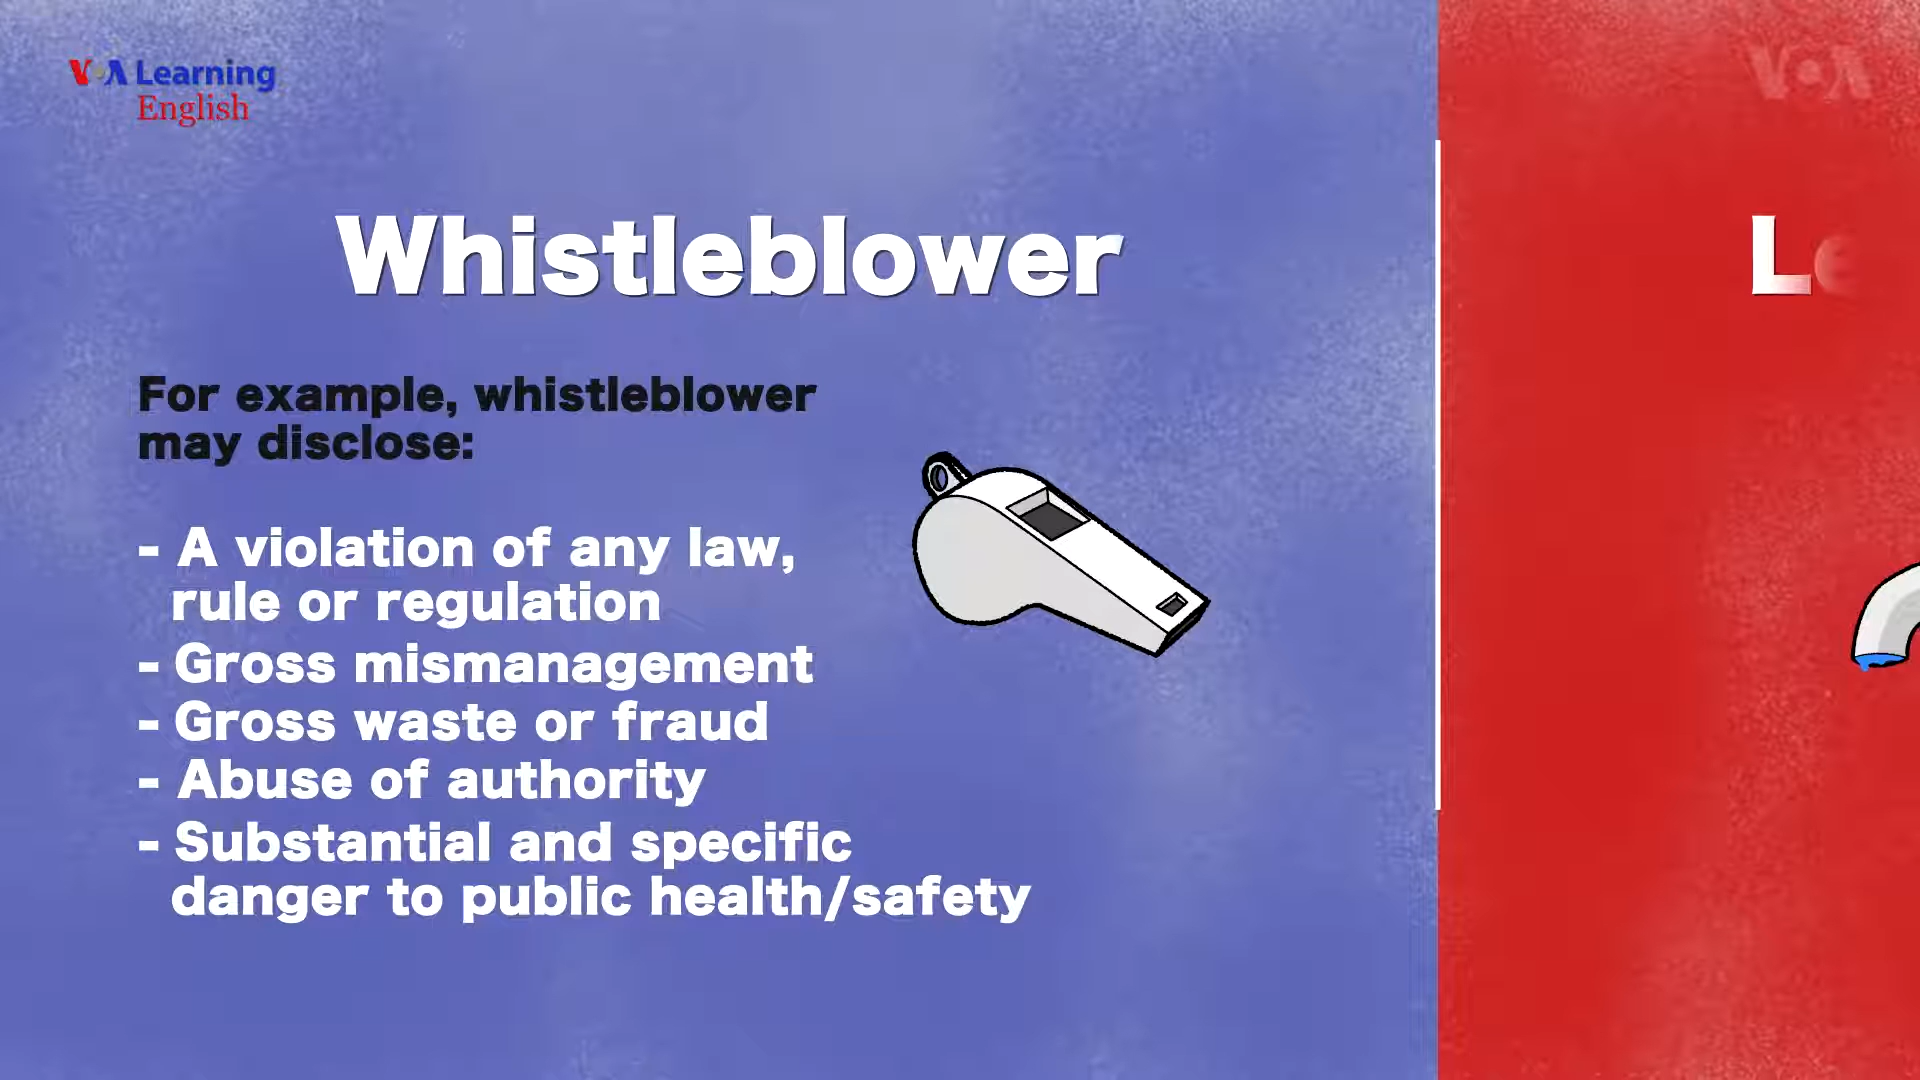 VOA Learning
English
VOA
Whistleblower
Le
For example, whistleblower
may disclose:
- A violation of any law,
rule or regulation
- Gross mismanagement
- Gross waste or fraud
- Abuse of authority
- Substantial and specific
danger to public health/safety